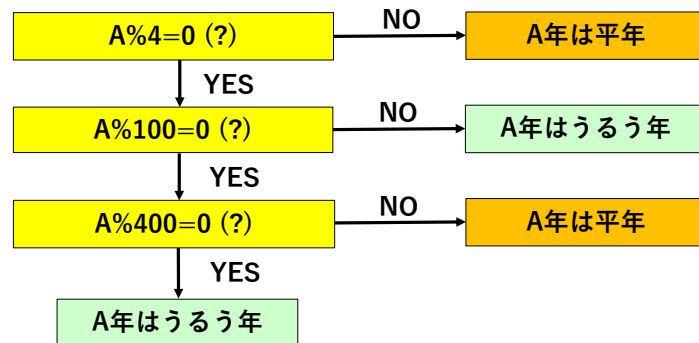 A%4=0 (?)
NO
A年は平年
YES
A%100=0 (?)
NO
A年はうるう年
YES
A%400=0 (?)
NO
A年は平年
YES
A年はうるう年